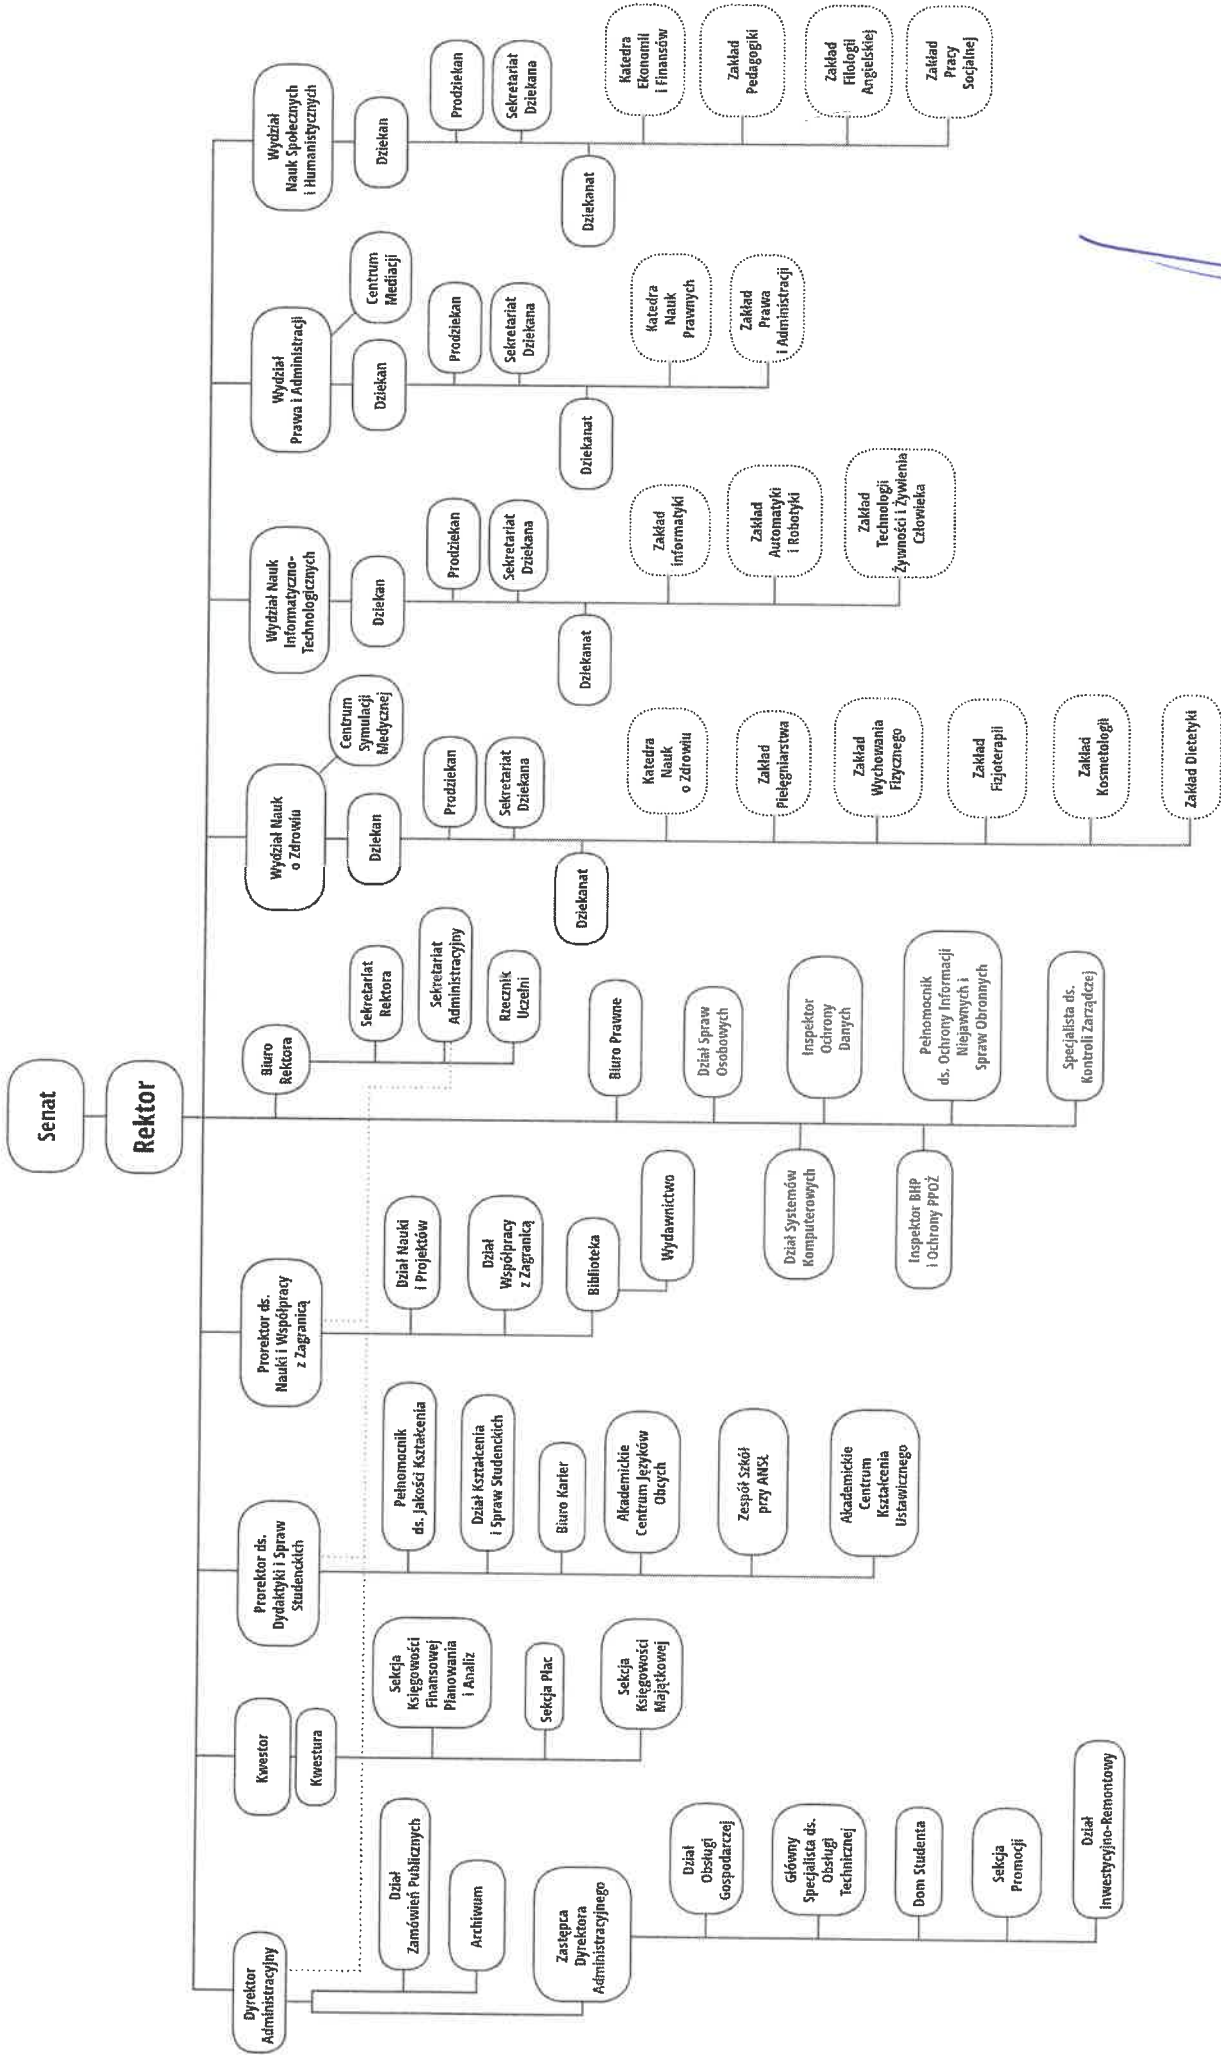 Senat
Rektor
Dyrektor
Administracyjny
Dział
Zamówień Publicznych
Archiwum
Zastępca
Dyrektora
Administracyjnego
Dział
Obsługi
Gospodarczej
Główny
Specjalista ds.
Obsługi
Technicznej
Dom Studenta
Sekcja
Promocji
Dział
Inwestycyjno-Remontowy
Kwestor
Kwestura
Sekcja
Księgowości
Finansowej
Planowania
i Analiz
Sekcja Płac
Sekcja
Księgowości
Majątkowej
Prorektor ds.
Dydaktyki i Spraw
Studenckich
Pełnomocnik
ds. Jakości Kształcenia
Dział Kształcenia
i Spraw Studenckich
Biuro Karier
Akademickie
Centrum Języków
Obcych
Zespół Szkół
przy ANSŁ
Akademickie
Centrum
Kształcenia
Ustawicznego
Prorektor ds.
Nauki i Współpracy
z Zagranicą
Dział Nauki
i Projektów
Dział
Współpracy
z Zagranicą
Biblioteka
Wydawnictwo
Biuro
Rektora
Sekretariat
Rektora
Sekretariat
Administracyjny
Rzecznik
Uczelni
Biuro Prawne
Dział Spraw
Osobowych
Dział Systemów
Komputerowych
Inspektor
Ochrony
Danych
Inspektor BHP
i Ochrony PPOŻ
Pełnomocnik
ds. Ochrony Informacji
Niejawnych i
Spraw Obronnych
Specjalista ds.
Kontroli Zarządczej
Wydział Nauk
o Zdrowiu
Centrum
Symulacji
Medycznej
Dziekan
Prodziekan
Sekretariat
Dziekana
Dziekanat
Katedra
Nauk
o Zdrowiu
Zakład
Pielęgniarstwa
Zakład
Wychowania
Fizycznego
Zakład
Fizjoterapii
Zakład
Kosmetologii
Zakład Dietetyki
Wydział Nauk
Informatyczno-
Technologicznych
Dziekan
Prodziekan
Sekretariat
Dziekana
Dziekanat
Zakład
Informatyki
Zakład
Automatyki
i Robotyki
Zakład
Technologii
Żywności i Żywienia
Człowieka
Wydział
Prawa i Administracji
Centrum
Mediacji
Dziekan
Prodziekan
Sekretariat
Dziekana
Dziekanat
Katedra
Nauk
Prawnych
Zakład
Prawa
i Administracji
Wydział
Nauk Społecznych
i Humanistycznych
Dziekan
Prodziekan
Sekretariat
Dziekana
Dziekanat
Katedra
Ekonomii
i Finansów
Zakład
Pedagogiki
Zakład
Filologii
Angielskiej
Zakład
Pracy
Socjalnej